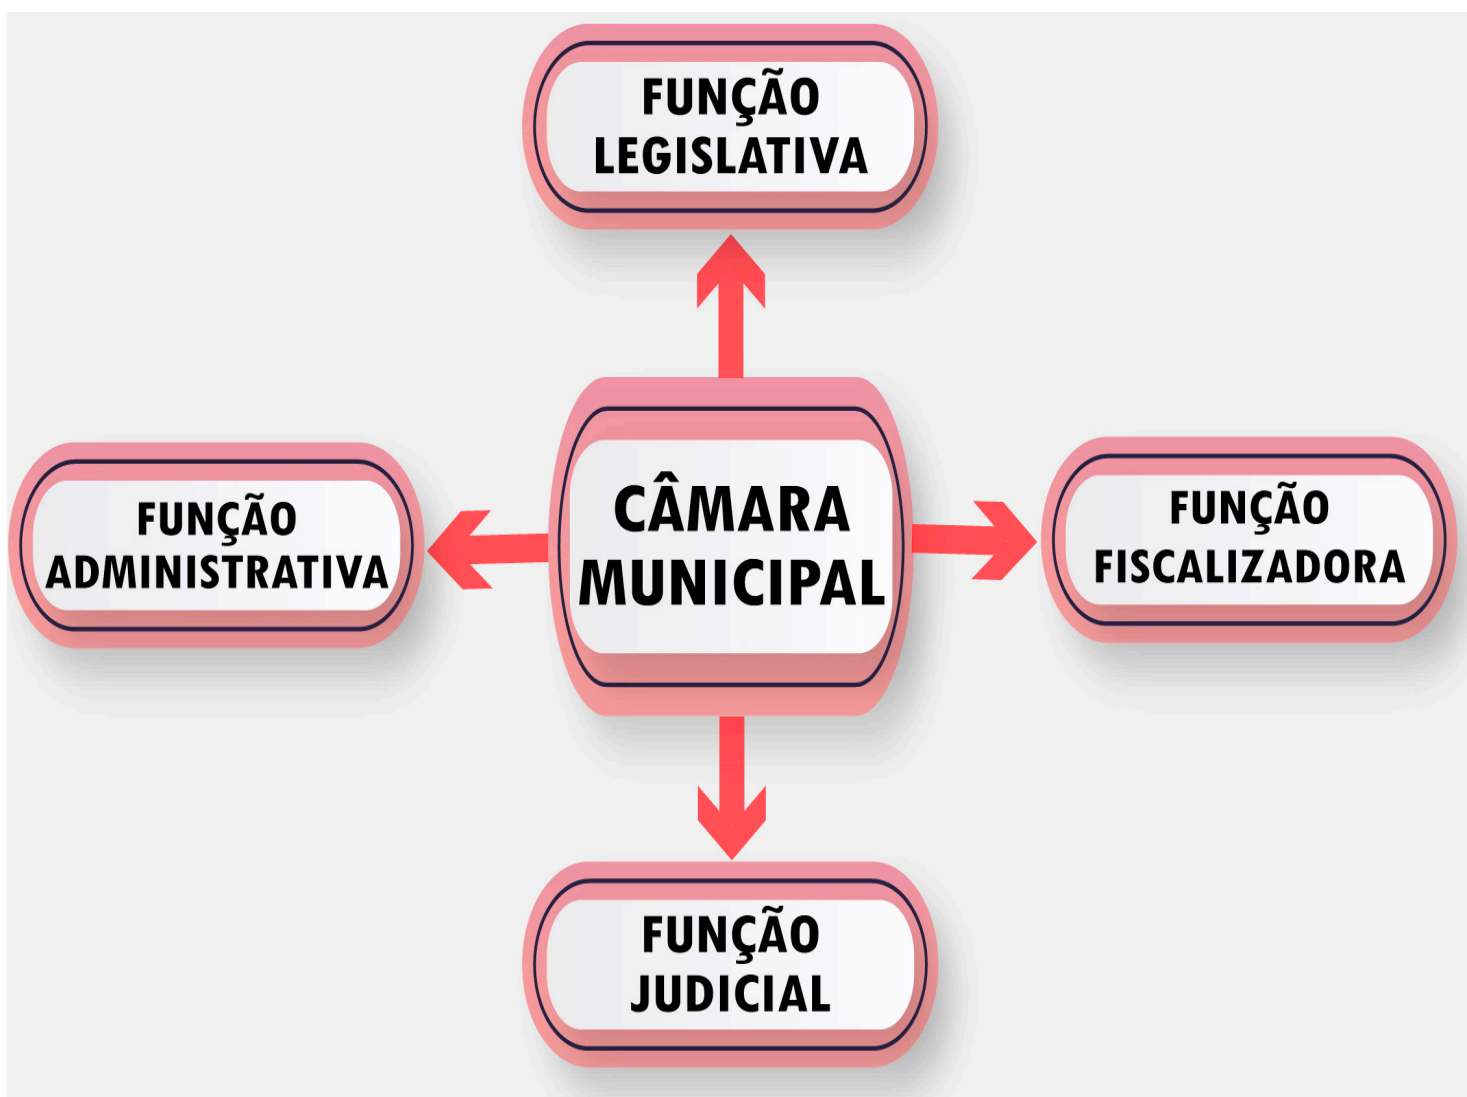 FUNÇÃO
LEGISLATIVA
CÂMARA
MUNICIPAL
FUNÇÃO
ADMINISTRATIVA
FUNÇÃO
FISCALIZADORA
FUNÇÃO
JUDICIAL